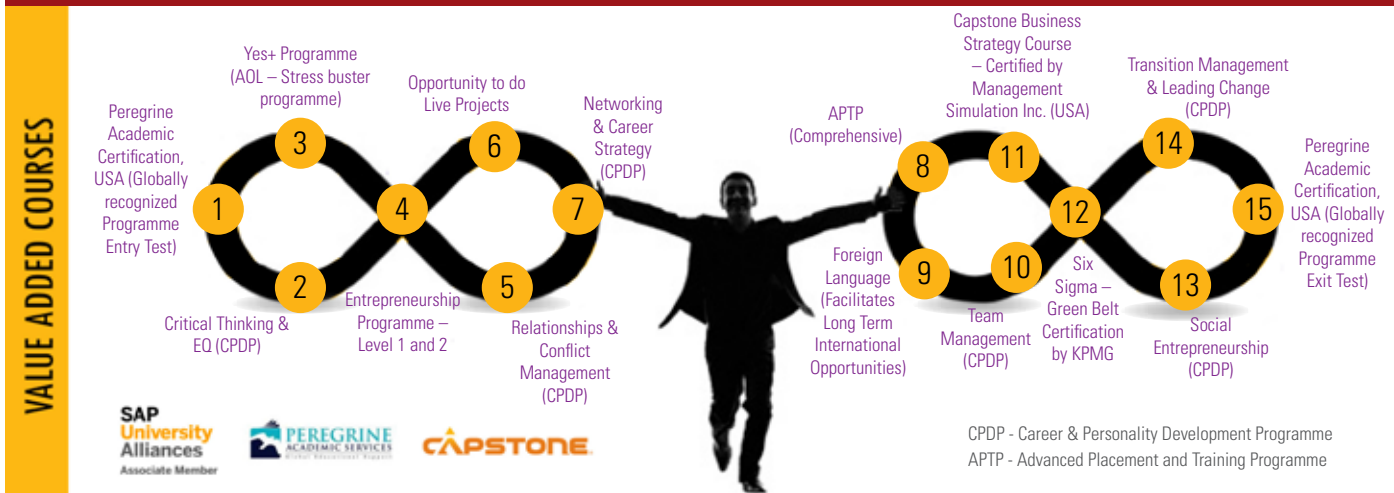 VALUE ADDED COURSES
Peregrine
Academic
Certification,
USA (Globally
recognized
Programme
Entry Test)
1
2
Critical Thinking &
EQ (CPDP)
Yes+ Programme
(AOL – Stress buster
programme)
3
4
Entrepreneurship
Programme –
Level 1 and 2
5
Relationships &
Conflict
Management
(CPDP)
Opportunity to do
Live Projects
6
Networking
& Career
Strategy
(CPDP)
7
APTP
(Comprehensive)
8
9
Foreign
Language
(Facilitates
Long Term
International
Opportunities)
10
Team
Management
(CPDP)
Capstone Business
Strategy Course
– Certified by
Management
Simulation Inc. (USA)
11
12
Six
Sigma –
Green Belt
Certification
by KPMG
13
Social
Entrepreneurship
(CPDP)
Transition Management
& Leading Change
(CPDP)
14
15
Peregrine
Academic
Certification,
USA (Globally
recognized
Programme
Exit Test)
SAP
University
Alliances
Associate Member
PEREGRINE
ACADEMIC SERVICES
Global Educational Support
CAPSTONE
CPDP - Career & Personality Development Programme
APTP - Advanced Placement and Training Programme